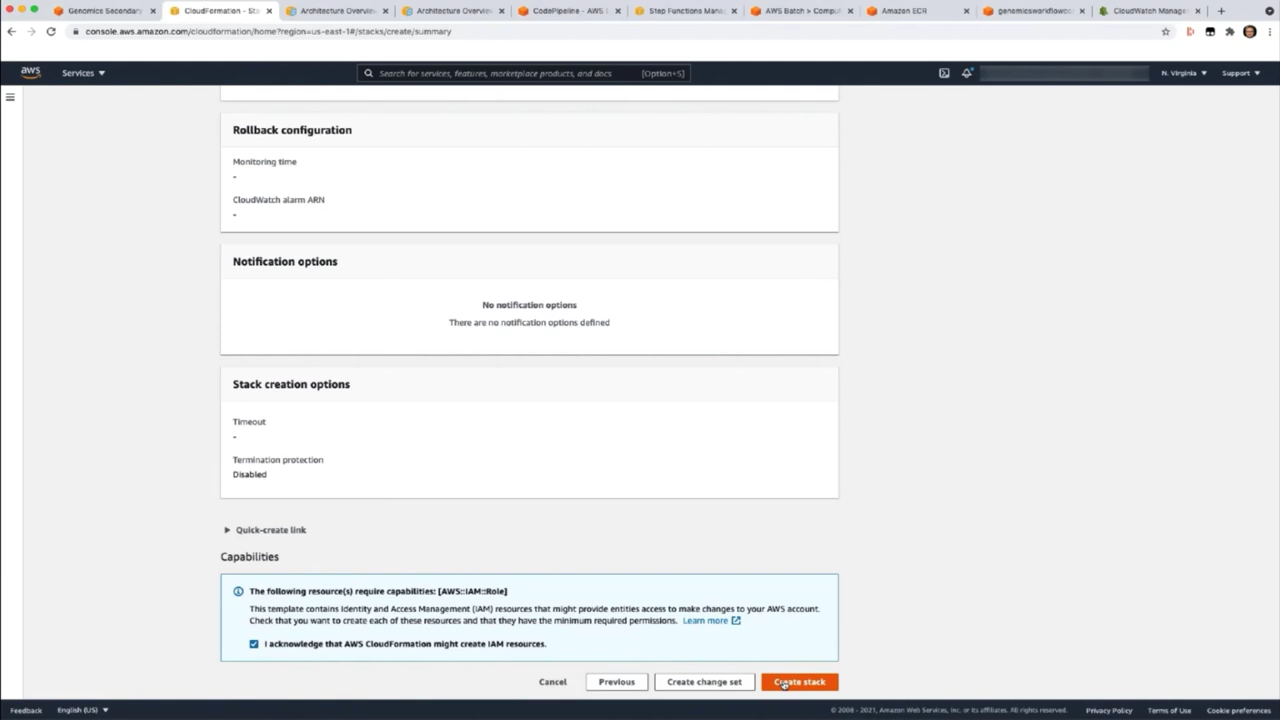 Genomics Secondary
CloudFormation - Sta
Architecture Overview
Architecture Overview
CodePipeline - AWS
Step Functions Mana
AWS Batch > Comput
Amazon ECR
genomicsworkflowco
CloudWatch Manage
console.aws.amazon.com/cloudformation/home?region=us-east-1#/stacks/create/summary
aws
Services
Search for services, features, marketplace products, and docs
[Option+S]
N. Virginia
Support
Rollback configuration
Monitoring time
-
CloudWatch alarm ARN
-
Notification options
No notification options
There are no notification options defined
Stack creation options
Timeout
-
Termination protection
Disabled
Quick-create link
Capabilities
The following resource(s) require capabilities: [AWS::IAM::Role]
This template contains Identity and Access Management (IAM) resources that might provide entities access to make changes to your AWS account.
Check that you want to create each of these resources and that they have the minimum required permissions. Learn more
I acknowledge that AWS CloudFormation might create IAM resources.
Cancel
Previous
Create change set
Create stack
Feedback
English (US)
© 2008 - 2021, Amazon Web Services, Inc. or its affiliates. All rights reserved.
Privacy Policy
Terms of Use
Cookie preferences